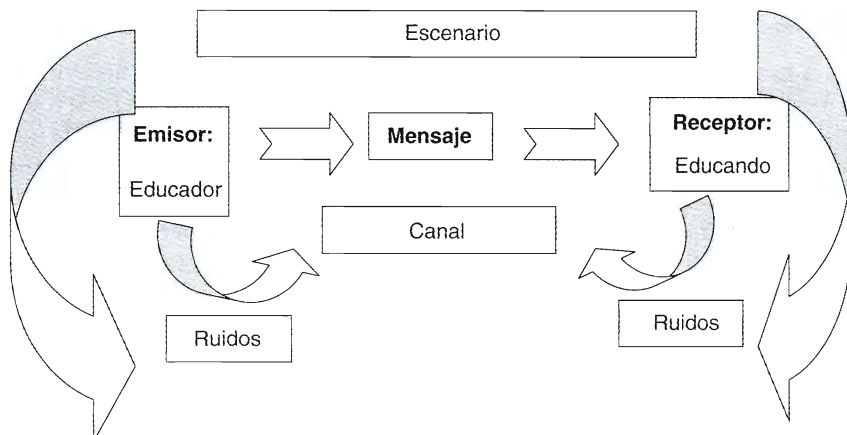 Escenario
Emisor:
Educador
Mensaje
Receptor:
Educando
Canal
Ruidos
Ruidos